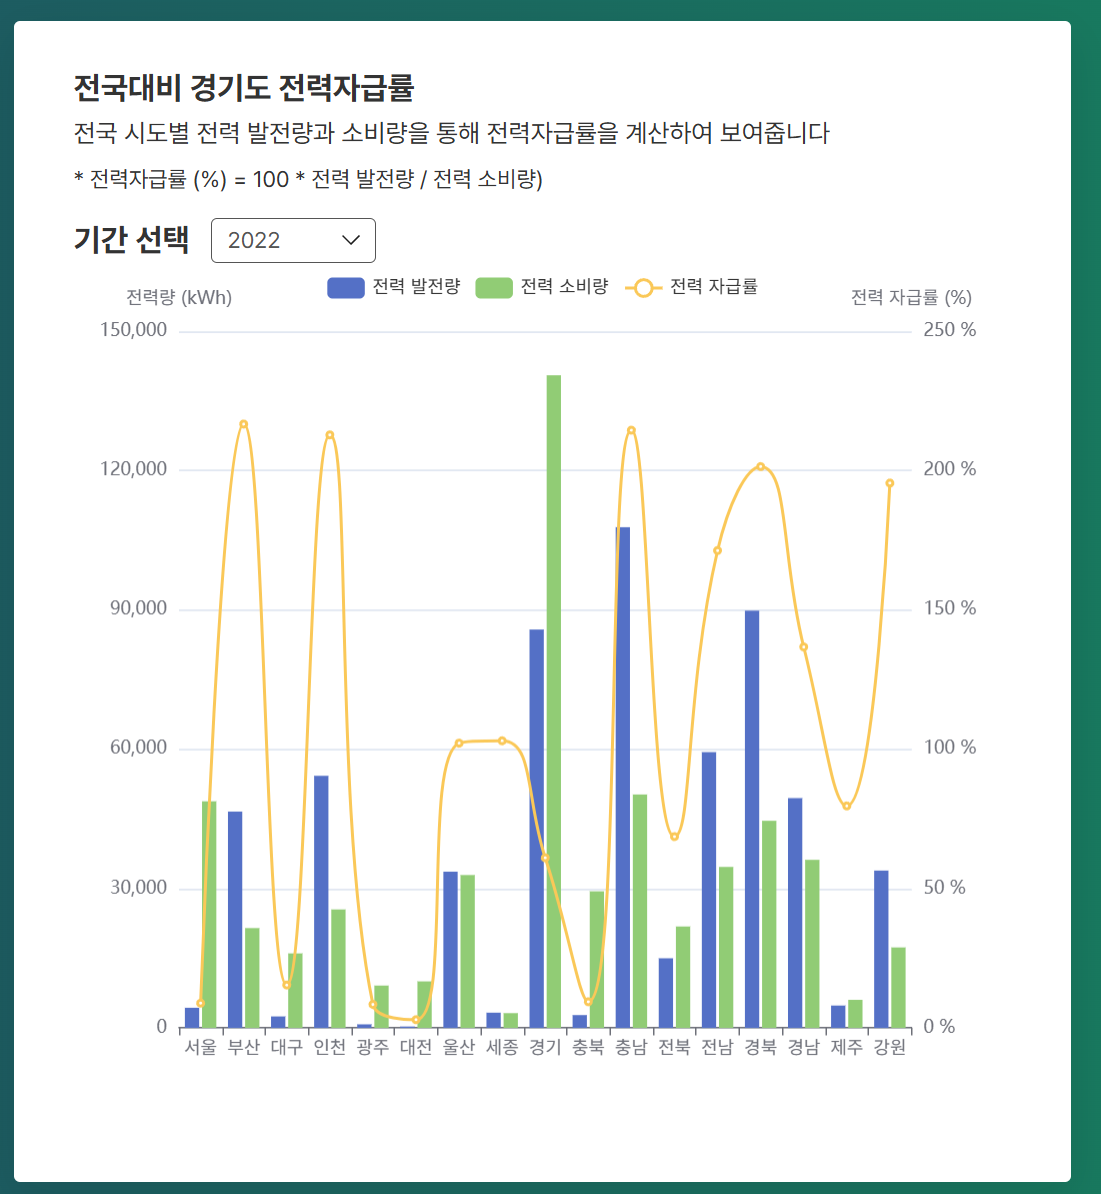 전국대비 경기도 전력자급률
전국 시도별 전력 발전량과 소비량을 통해 전력자급률을 계산하여 보여줍니다
* 전력자급률 (%) = 100 * 전력 발전량 / 전력 소비량)
기간 선택 2022
전력 발전량 전력 소비량 전력 자급률
전력량 (kWh) 전력 자급률 (%)
150,000 250 %
120,000 200 %
90,000 150 %
60,000 100 %
30,000 50 %
0 0 %
서울 부산 대구 인천 광주 대전 울산 세종 경기 충북 충남 전북 전남 경북 경남 제주 강원